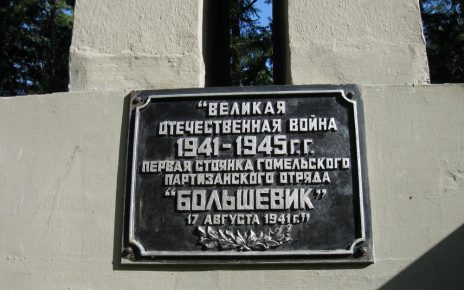 "ВЕЛИКАЯ
ОТЕЧЕСТВЕННАЯ ВОЙНА
1941-1945 г.г.
ПЕРВАЯ СТОЯНКА ГОМЕЛЬСКОГО
ПАРТИЗАНСКОГО ОТРЯДА
"БОЛЬШЕВИК"
17 АВГУСТА 1941 г."